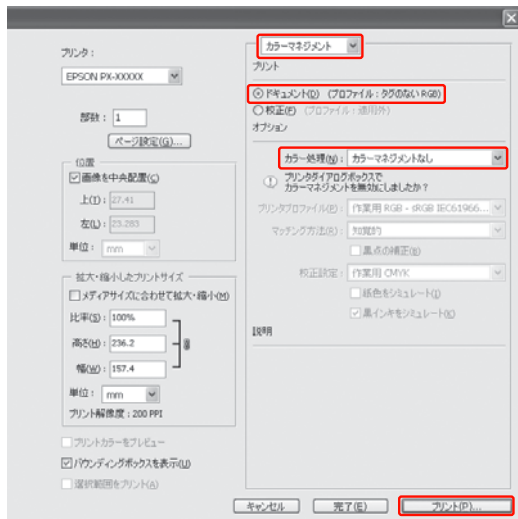 プリンタ:
EPSON PX-XXXXX
部数: 1
ページ設定(G)...
位置
画像を中央配置(C)
上(T): 27.41
左(L): 23.283
単位: mm
拡大・縮小したプリントサイズ
メディアサイズに合わせて拡大・縮小(M)
比率(S): 100%
高さ(H): 236.2
幅(W): 157.4
単位: mm
プリント解像度: 200 PPI
プリントカラーをプレビュー
バウンディングボックスを表示(U)
選択範囲をプリント(A)
カラーマネジメント
プリント
ドキュメント(D) (プロファイル: タグのない RGB)
校正(F) (プロファイル: 適用外)
オプション
カラー処理(N): カラーマネジメントなし
プリンタダイアログボックスで
カラーマネジメントを無効にしましたか?
プリンタプロファイル(P): 作業用 RGB - sRGB IEC61966...
マッチング方法(R): 知覚的
黒点の補正(B)
校正設定: 作業用 CMYK
紙色をシミュレート(I)
黒インキをシミュレート(K)
説明
キャンセル 完了(E) プリント(P)...